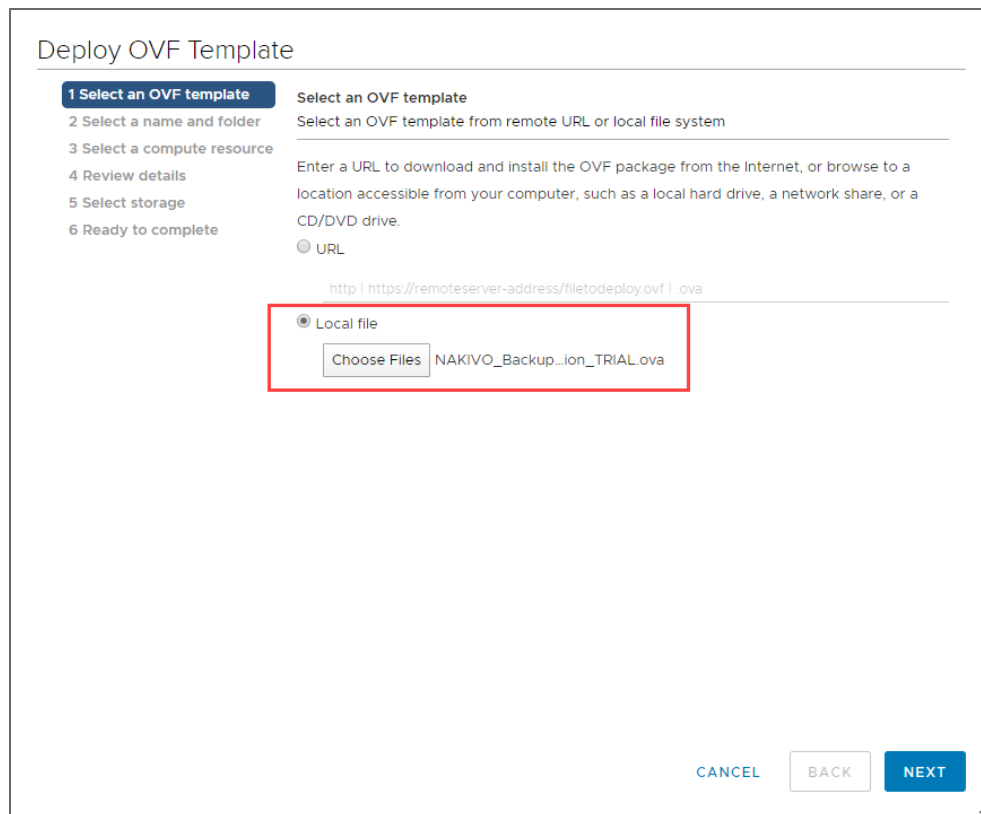 Deploy OVF Template
1 Select an OVF template
2 Select a name and folder
3 Select a compute resource
4 Review details
5 Select storage
6 Ready to complete
Select an OVF template
Select an OVF template from remote URL or local file system
Enter a URL to download and install the OVF package from the Internet, or browse to a
location accessible from your computer, such as a local hard drive, a network share, or a
CD/DVD drive.
URL
http | https://remoteserver-address/filetodeploy.ovf | .ova
Local file
Choose Files NAKIVO_Backup...ion_TRIAL.ova
CANCEL BACK NEXT